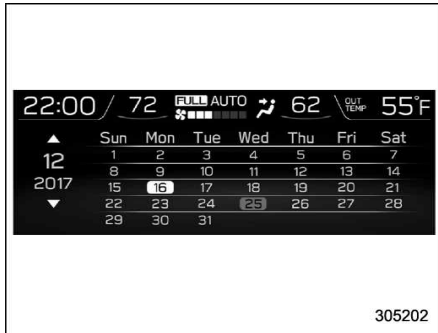 22:00 72 FULL AUTO 62 OUT TEMP 55°F
Sun Mon Tue Wed Thu Fri Sat
1 2 3 4 5 6 7
12 8 9 10 11 12 13 14
2017 15 16 17 18 19 20 21
22 23 24 25 26 27 28
29 30 31
305202